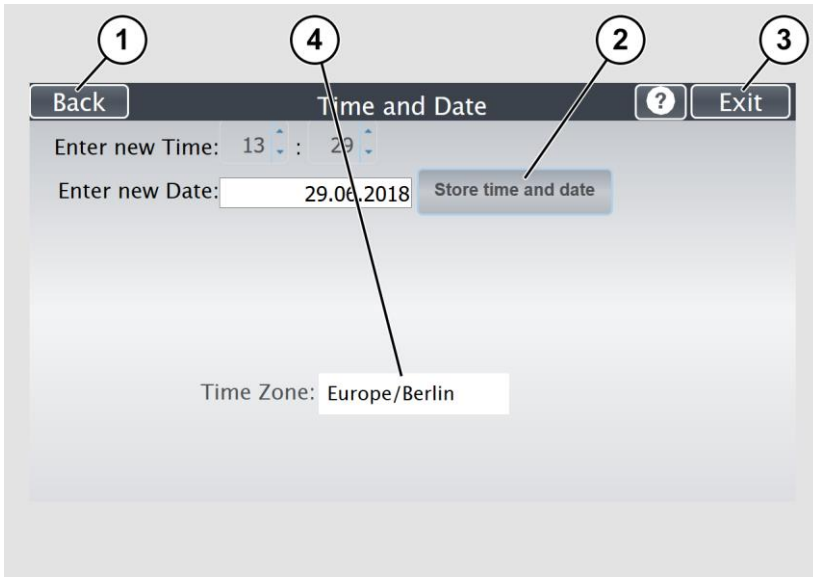 1 4 2 3
Back Time and Date ? Exit
Enter new Time: 13 : 29
Enter new Date: 29.06.2018 Store time and date
Time Zone: Europe/Berlin